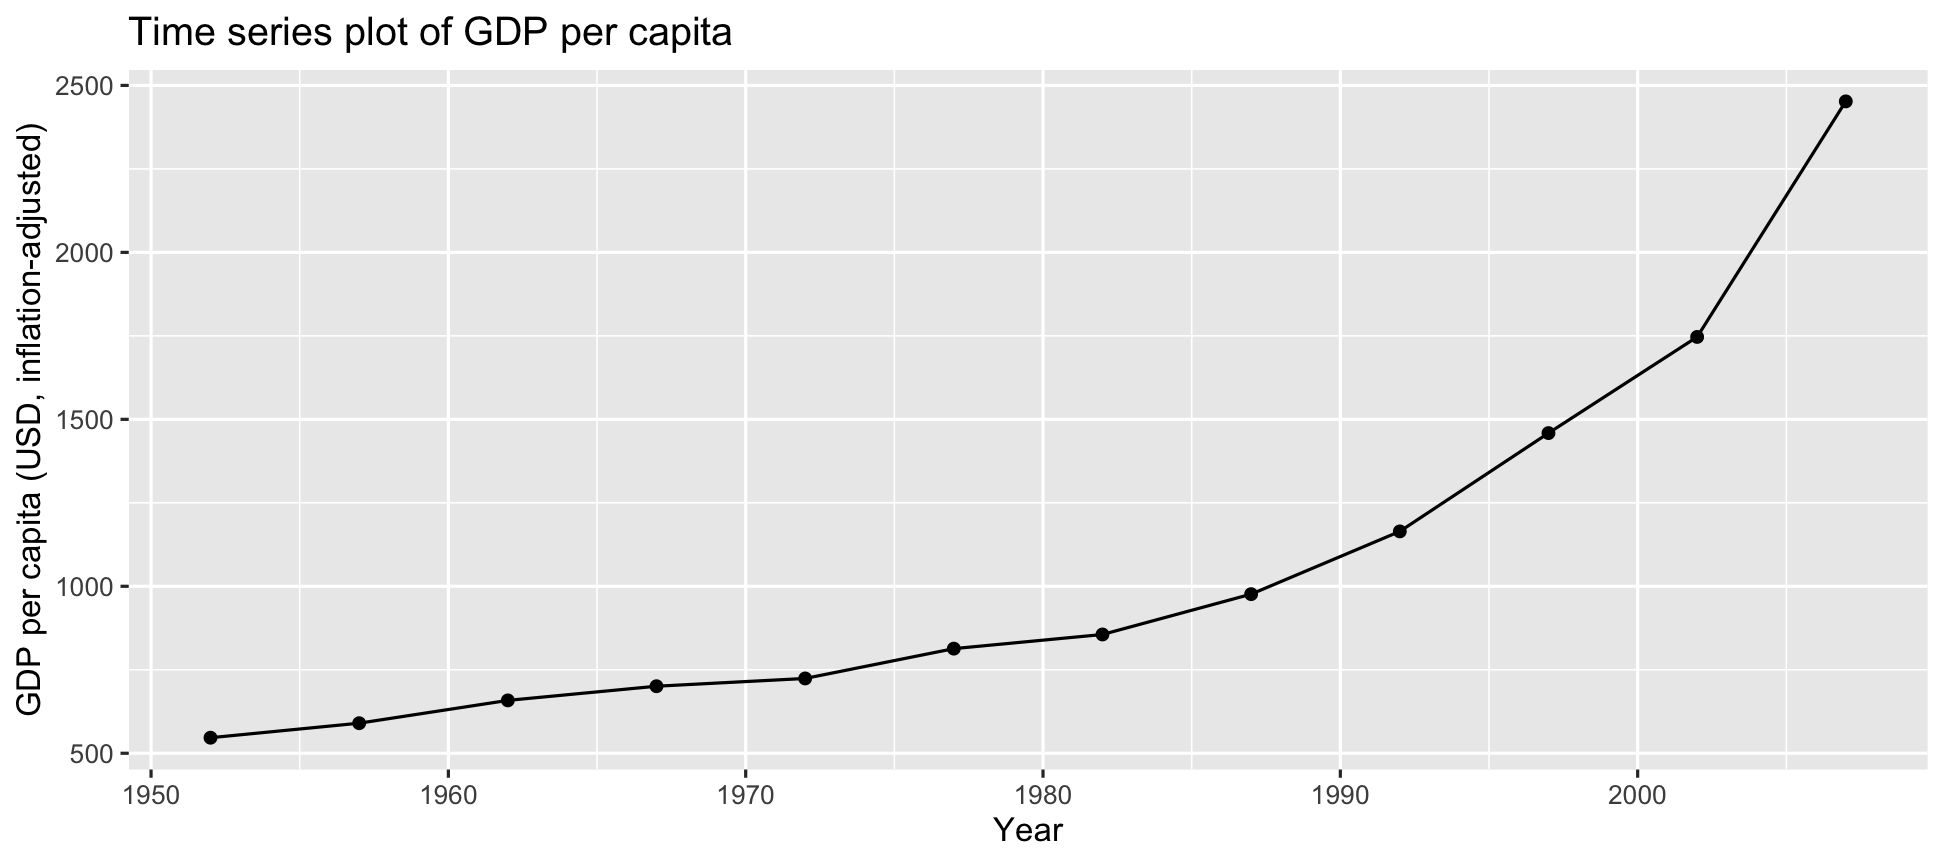 Time series plot of GDP per capita
GDP per capita (USD, inflation-adjusted)
2500
2000
1500
1000
500
1950 1960 1970 1980 1990 2000
Year